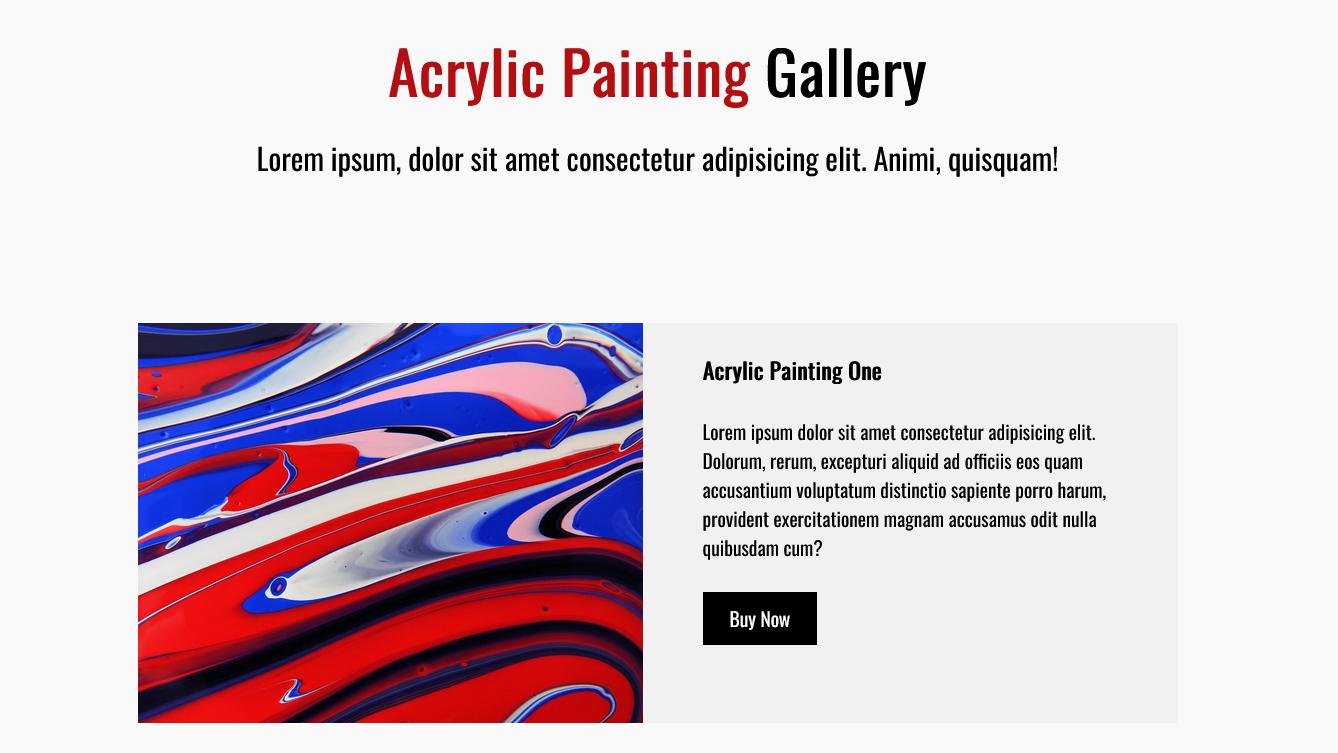 Acrylic Painting Gallery
Lorem ipsum, dolor sit amet consectetur adipisicing elit. Animi, quisquam!
Acrylic Painting One
Lorem ipsum dolor sit amet consectetur adipisicing elit.
Dolorum, rerum, excepturi aliquid ad officiis eos quam
accusantium voluptatum distinctio sapiente porro harum,
provident exercitationem magnam accusamus odit nulla
quibusdam cum?
Buy Now